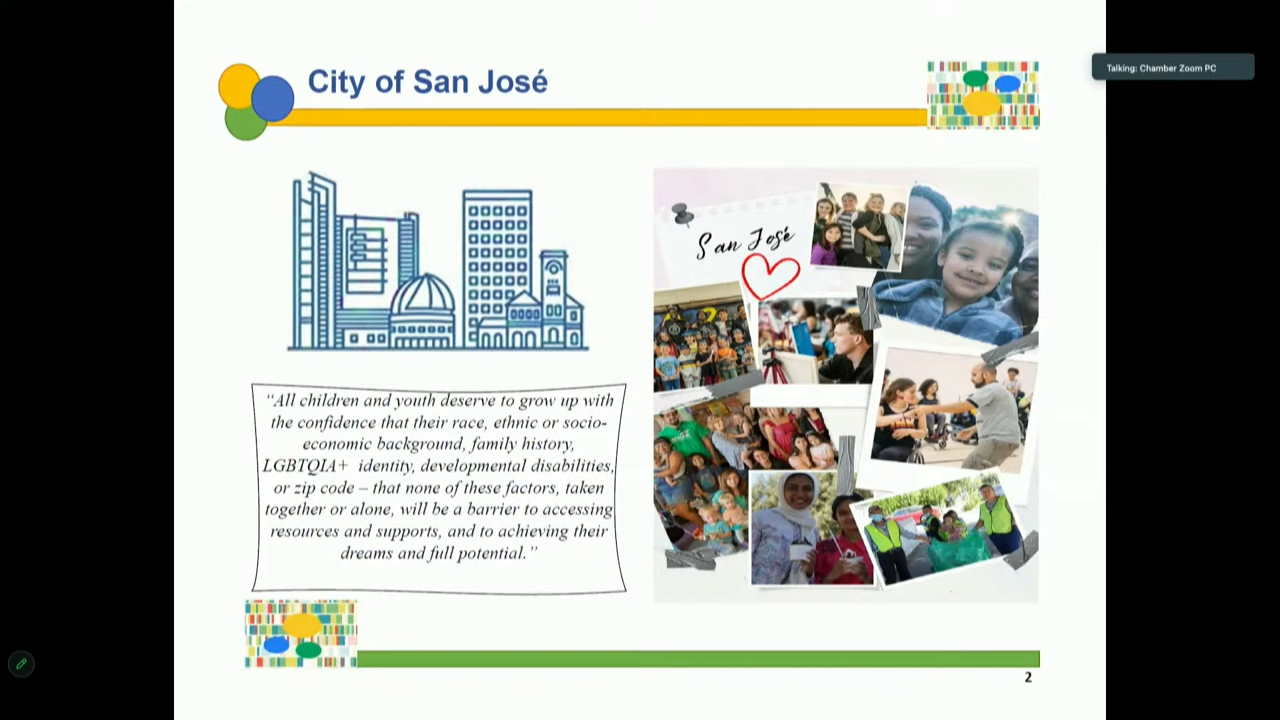 City of San José
Talking: Chamber Zoom PC
San José
“All children and youth deserve to grow up with
the confidence that their race, ethnic or socio-
economic background, family history,
LGBTQIA+ identity, developmental disabilities,
or zip code – that none of these factors, taken
together or alone, will be a barrier to accessing
resources and supports, and to achieving their
dreams and full potential.”
2